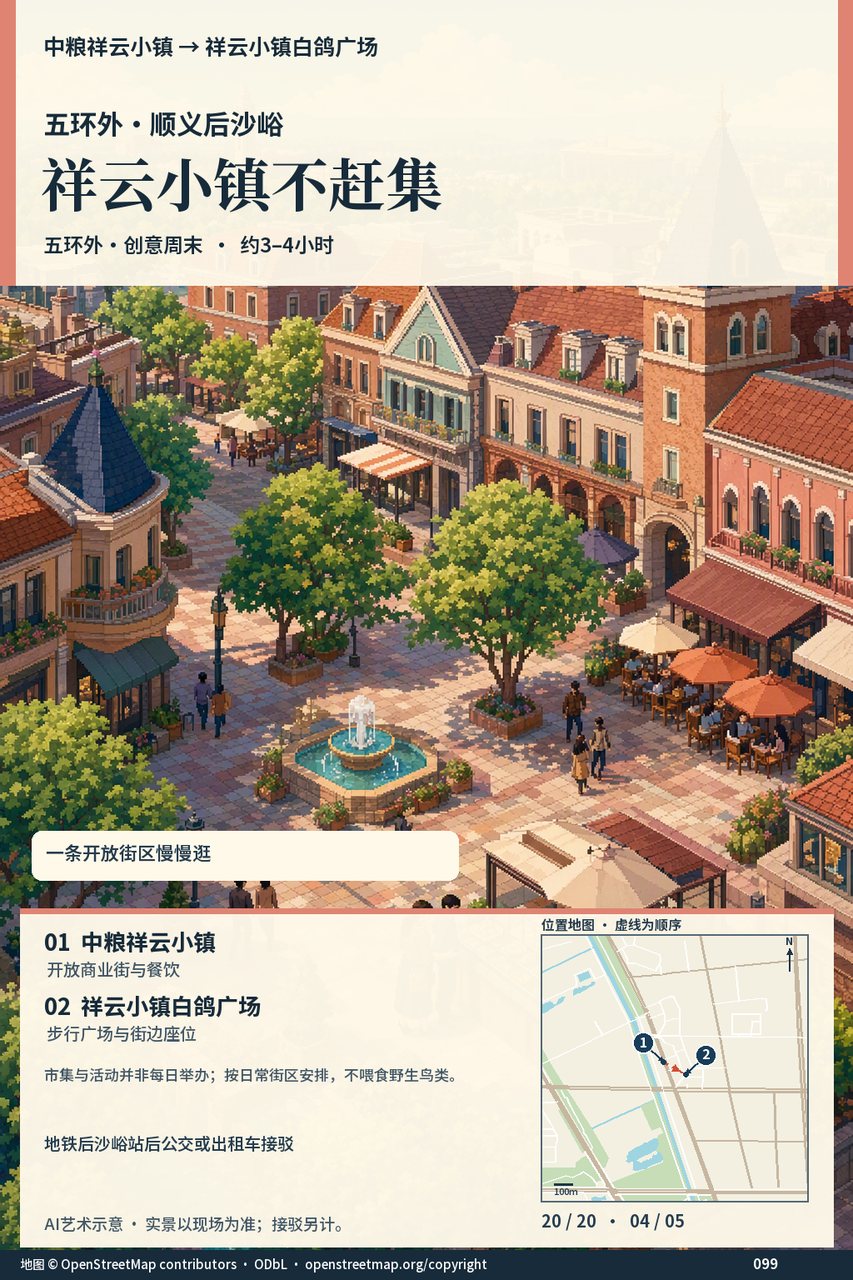 中粮祥云小镇 → 祥云小镇白鸽广场
五环外・顺义后沙峪
祥云小镇不赶集
五环外・创意周末 ・ 约3–4小时
一条开放街区慢慢逛
01 中粮祥云小镇
开放商业街与餐饮
02 祥云小镇白鸽广场
步行广场与街边座位
市集与活动并非每日举办；按日常街区安排，不喂食野生鸟类。
地铁后沙峪站后公交或出租车接驳
AI艺术示意・实景以现场为准；接驳另计。
位置地图・虚线为顺序
N
1
2
100m
20 / 20 ・ 04 / 05
地图 © OpenStreetMap contributors · ODbL · openstreetmap.org/copyright
099